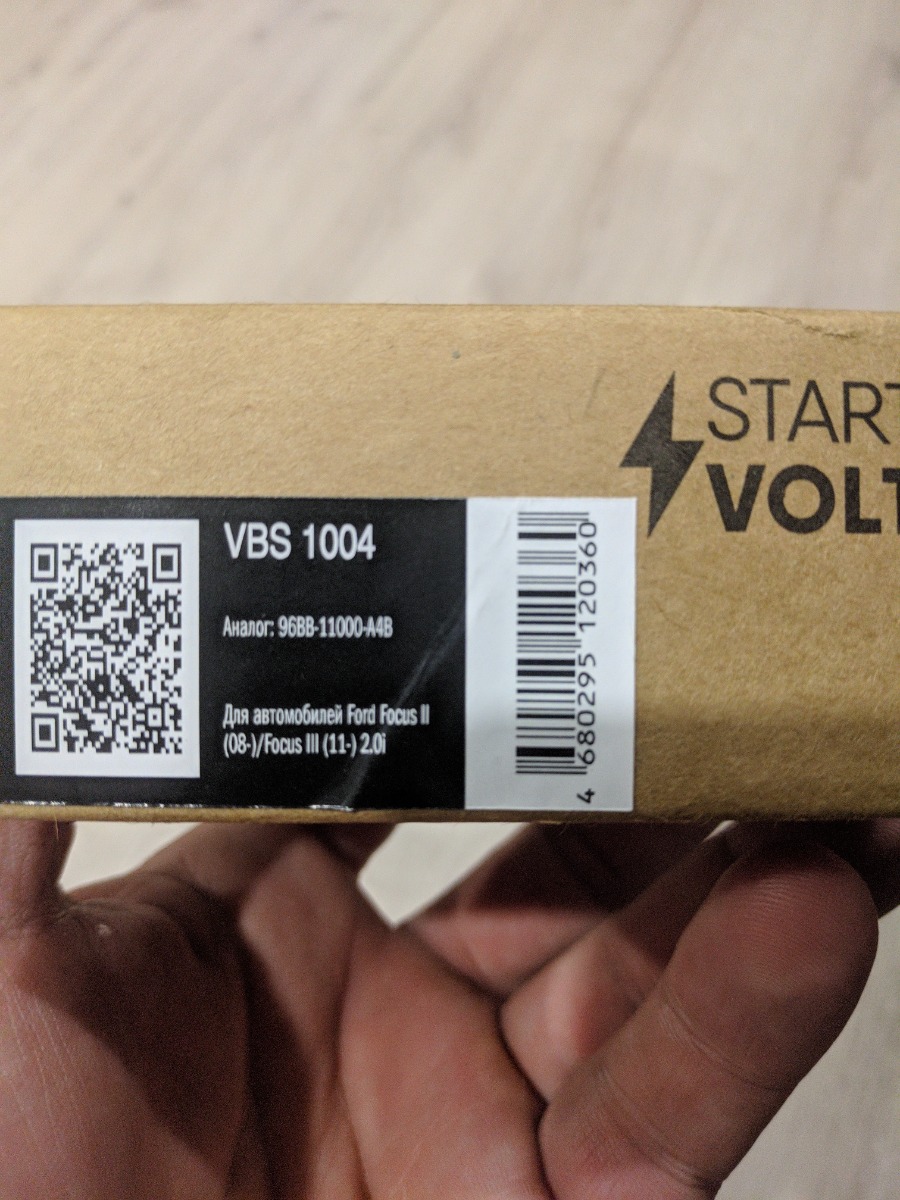 START
VOLT
VBS 1004
Аналог: 96BB-11000-A4B
Для автомобилей Ford Focus II
(08-)/Focus III (11-) 2.0i
4 680295 120360